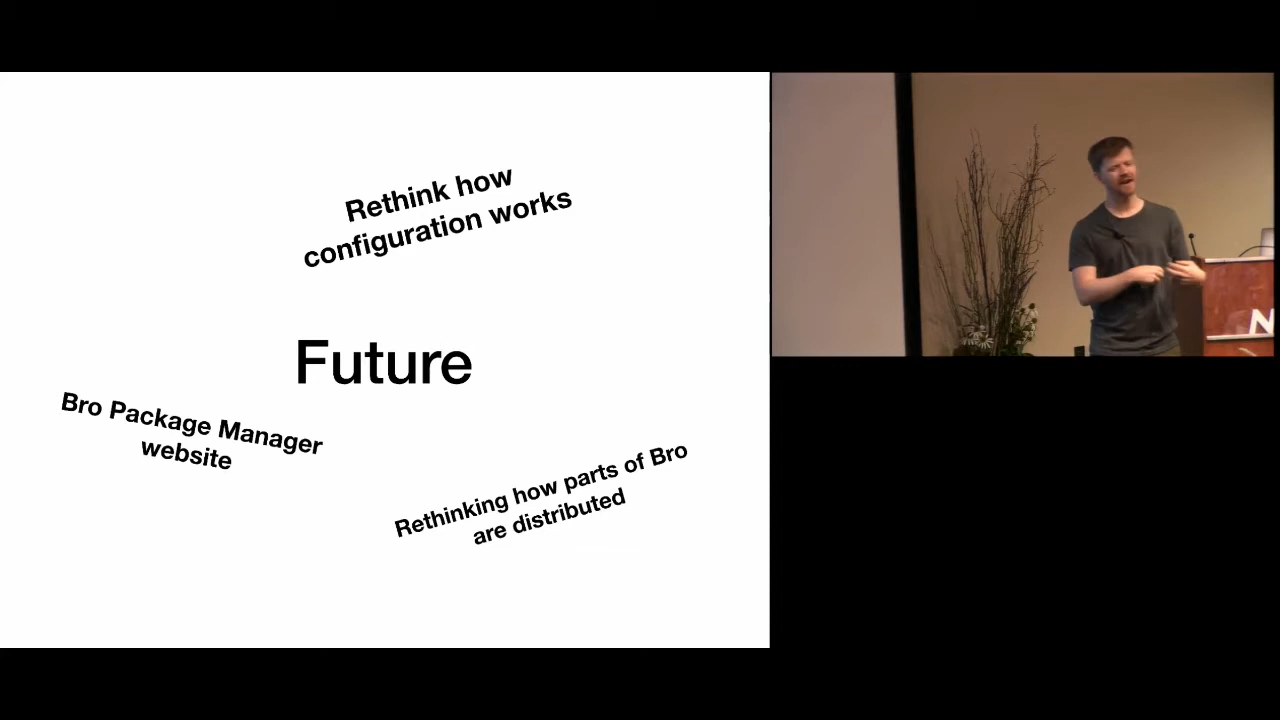 Rethink how
configuration works
Future
Bro Package Manager
website
Rethinking how parts of Bro
are distributed
N